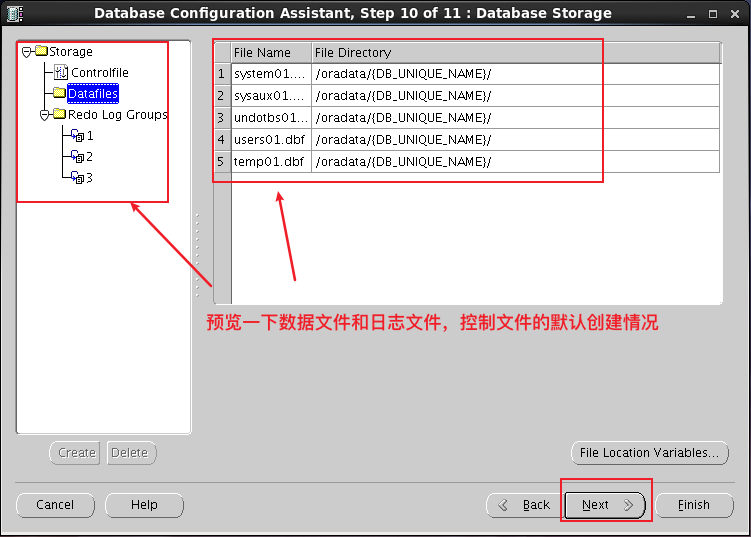 Database Configuration Assistant, Step 10 of 11 : Database Storage
Storage
Controlfile
Datafiles
Redo Log Groups
1
2
3
File Name File Directory
1 system01.... /oradata/{DB_UNIQUE_NAME}/
2 sysaux01.... /oradata/{DB_UNIQUE_NAME}/
3 undotbs01... /oradata/{DB_UNIQUE_NAME}/
4 users01.dbf /oradata/{DB_UNIQUE_NAME}/
5 temp01.dbf /oradata/{DB_UNIQUE_NAME}/
预览一下数据文件和日志文件，控制文件的默认创建情况
Create Delete
File Location Variables...
Cancel Help Back Next Finish